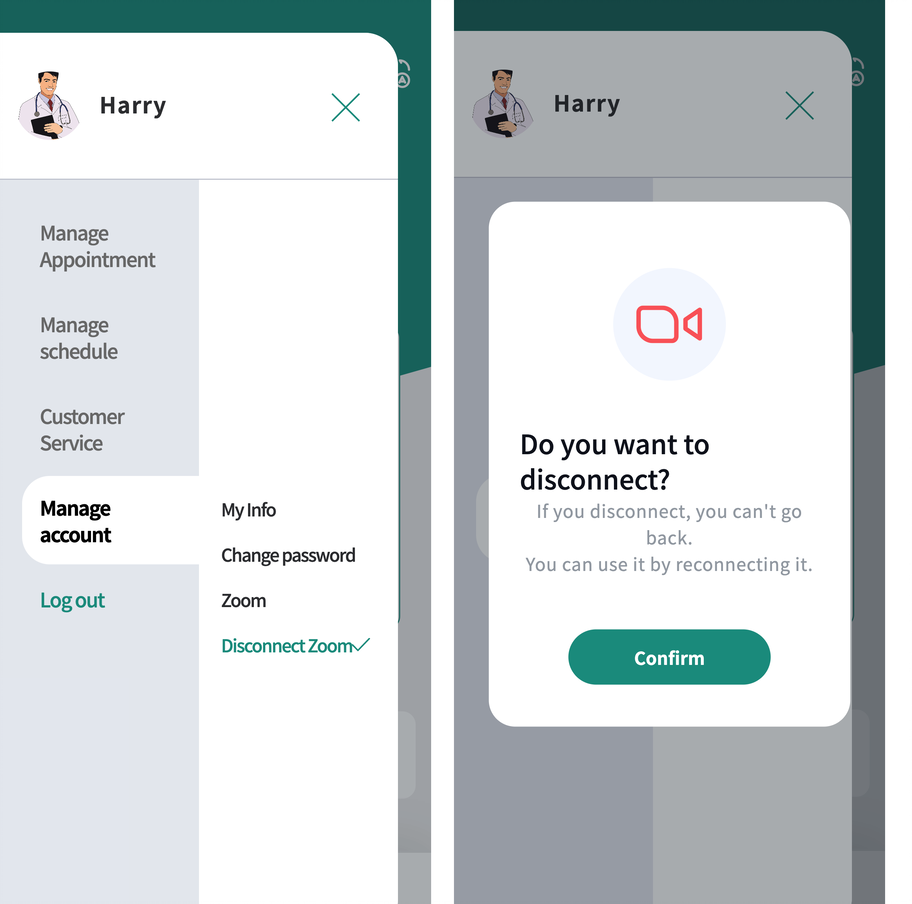 Harry
Manage
Appointment
Manage
schedule
Customer
Service
Manage
account
Log out
My Info
Change password
Zoom
Disconnect Zoom
Harry
Do you want to
disconnect?
If you disconnect, you can't go
back.
You can use it by reconnecting it.
Confirm